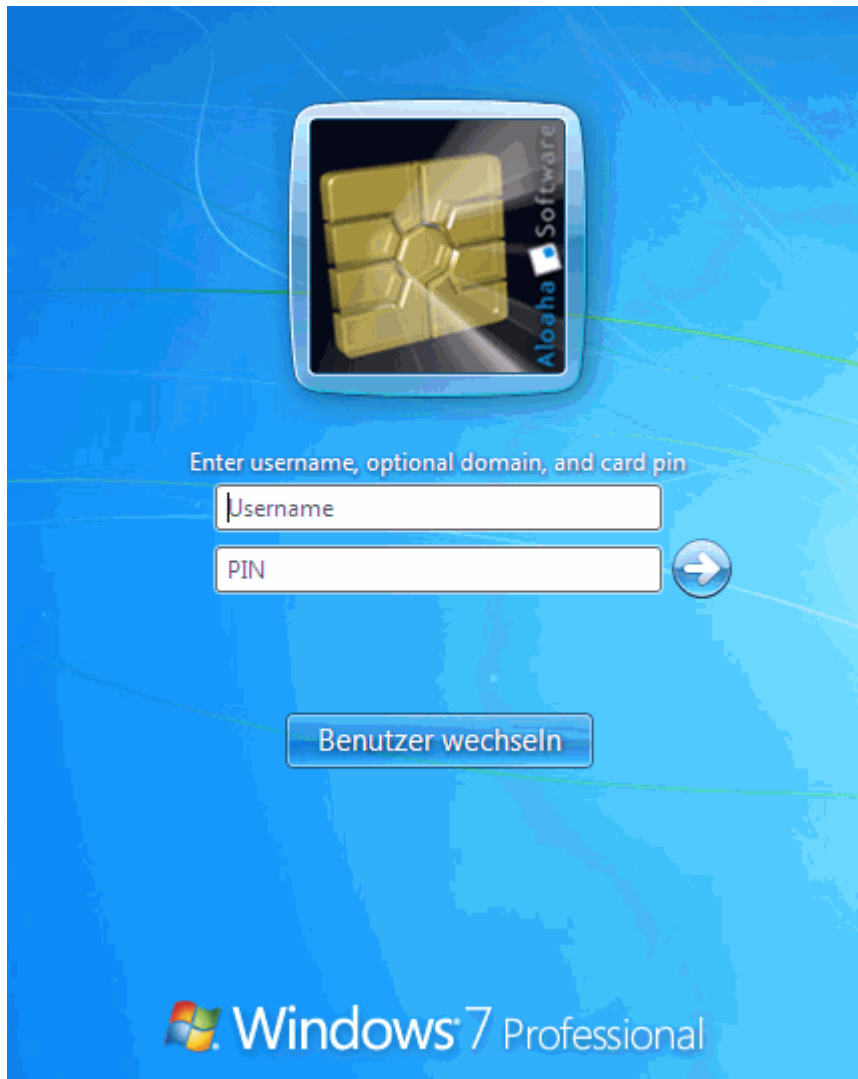 Aloaha Software
Enter username, optional domain, and card pin
Username
PIN
Benutzer wechseln
Windows 7 Professional